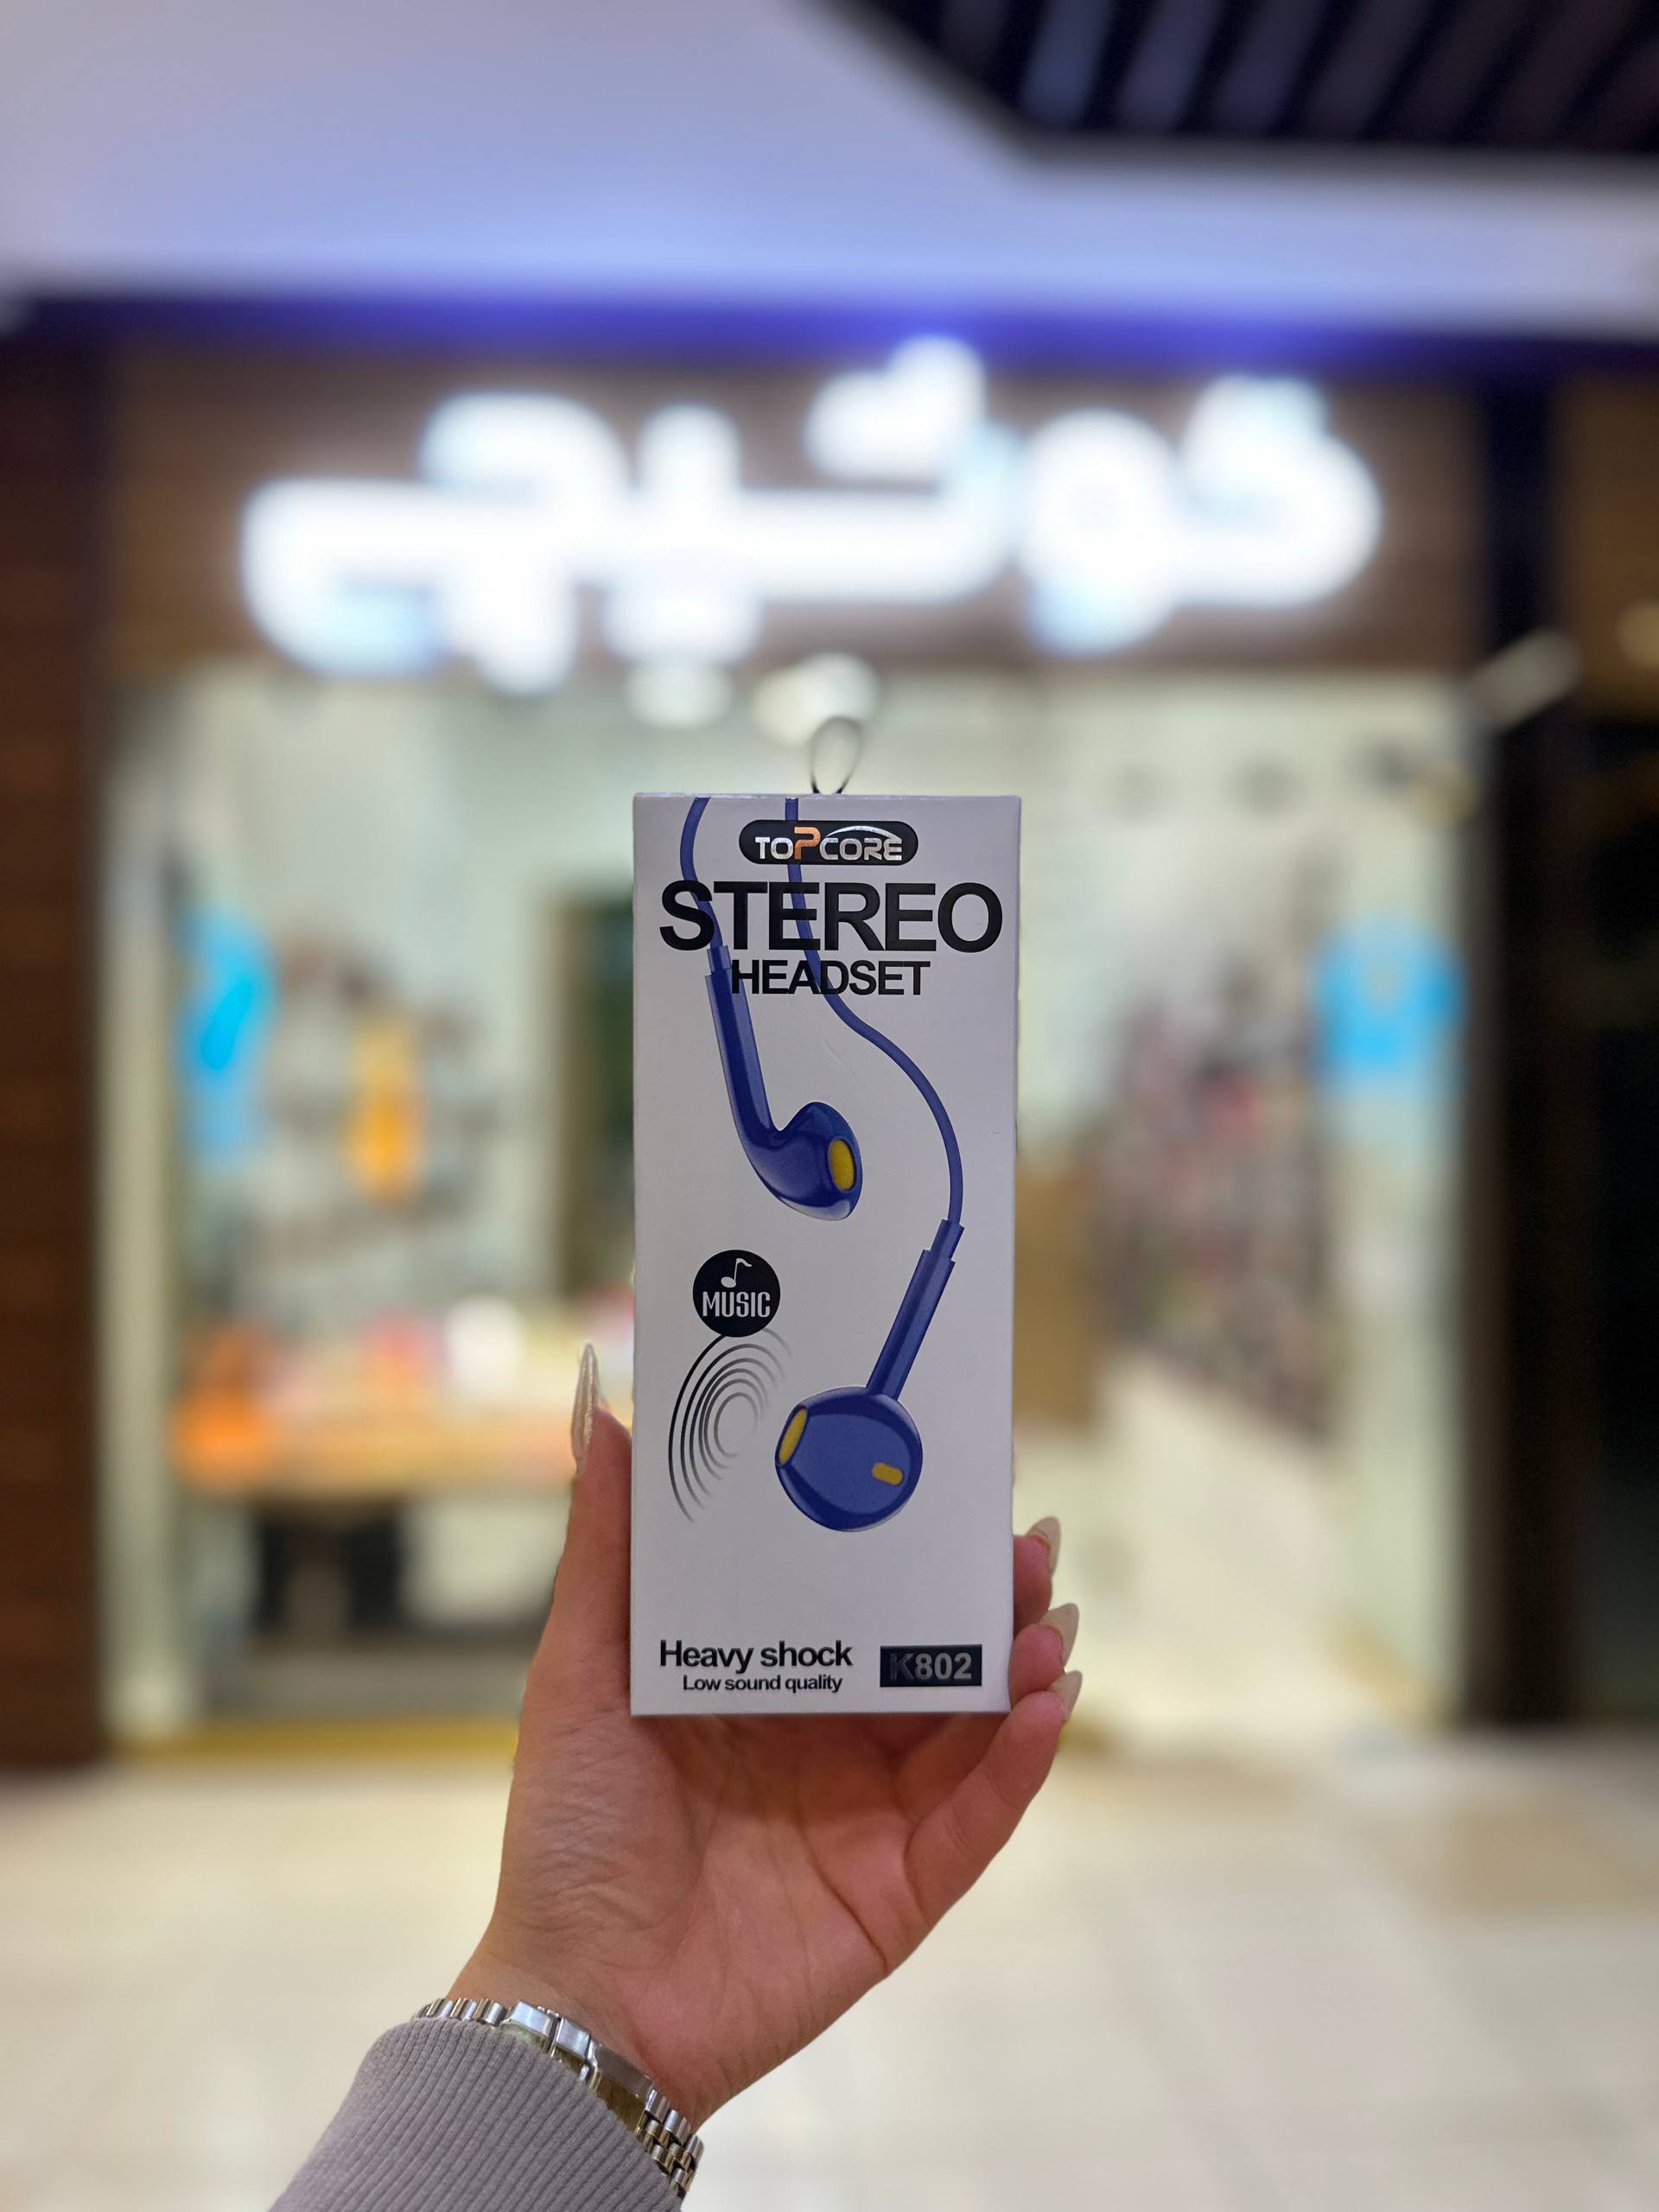 TOPCORE
STEREO
HEADSET
MUSIC
Heavy shock
Low sound quality
K802